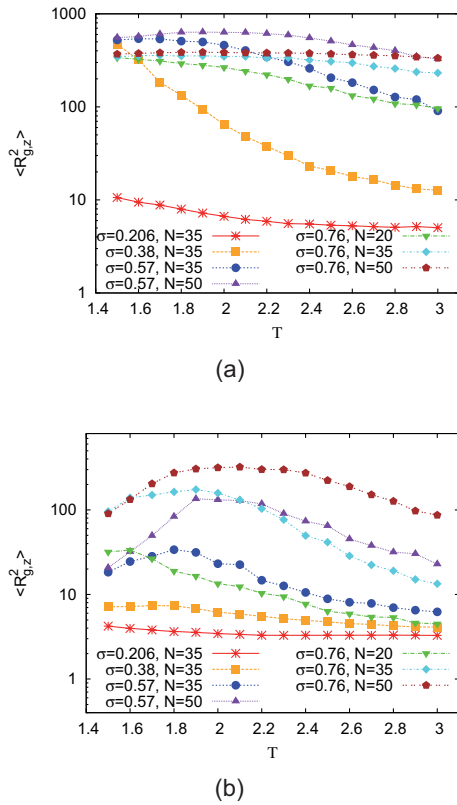 1000
100
10
1
<R²g,z>
σ=0.206, N=35
σ=0.38, N=35
σ=0.57, N=35
σ=0.57, N=50
σ=0.76, N=20
σ=0.76, N=35
σ=0.76, N=50
1.4 1.6 1.8 2 2.2 2.4 2.6 2.8 3
T
(a)
100
10
1
<R²g,z>
σ=0.206, N=35
σ=0.38, N=35
σ=0.57, N=35
σ=0.57, N=50
σ=0.76, N=20
σ=0.76, N=35
σ=0.76, N=50
1.4 1.6 1.8 2 2.2 2.4 2.6 2.8 3
T
(b)